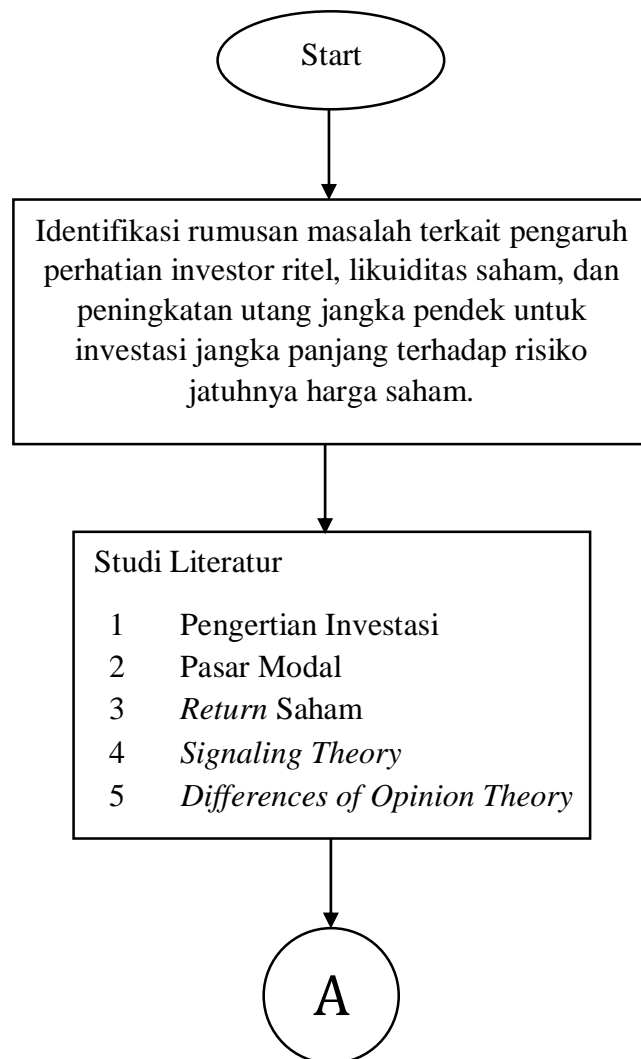 Start
Identifikasi rumusan masalah terkait pengaruh
perhatian investor ritel, likuiditas saham, dan
peningkatan utang jangka pendek untuk
investasi jangka panjang terhadap risiko
jatuhnya harga saham.
Studi Literatur
1 Pengertian Investasi
2 Pasar Modal
3 Return Saham
4 Signaling Theory
5 Differences of Opinion Theory
A